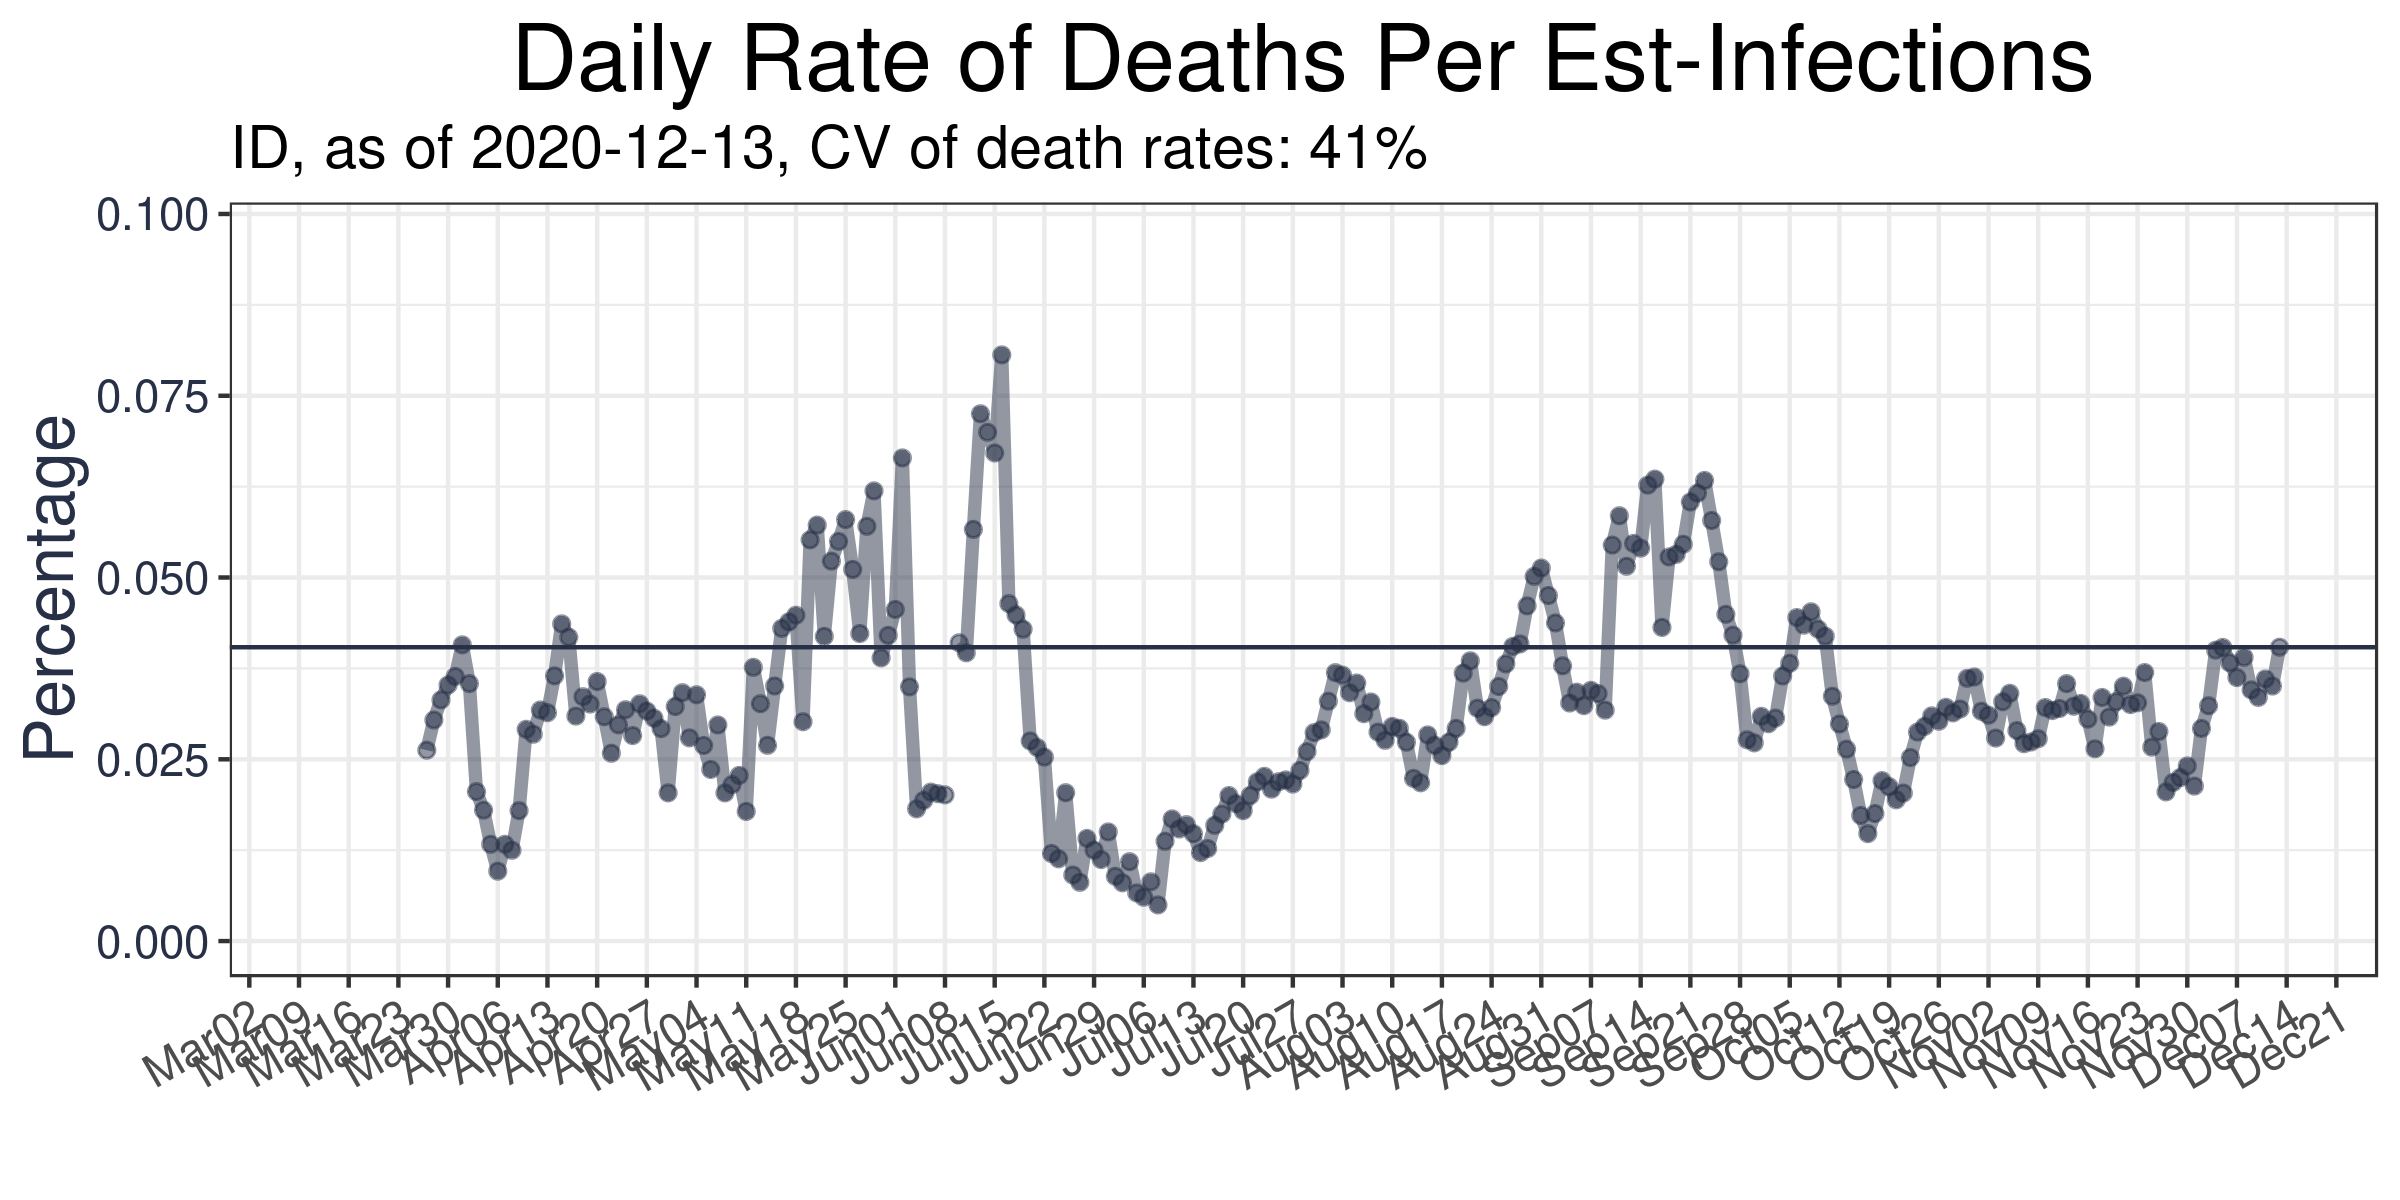 Daily Rate of Deaths Per Est-Infections
ID, as of 2020-12-13, CV of death rates: 41%
Percentage
0.100
0.075
0.050
0.025
0.000
Mar02
Mar09
Mar16
Mar23
Mar30
Apr06
Apr13
Apr20
Apr27
May04
May11
May18
May25
Jun01
Jun08
Jun15
Jun22
Jun29
Jul06
Jul13
Jul20
Jul27
Aug03
Aug10
Aug17
Aug24
Aug31
Sep07
Sep14
Sep21
Sep28
Oct05
Oct12
Oct19
Oct26
Nov02
Nov09
Nov16
Nov23
Nov30
Dec07
Dec14
Dec21